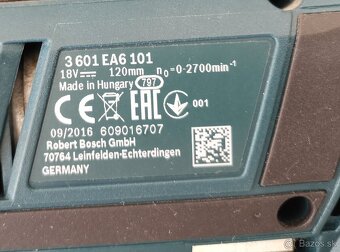 3 601 EA6 101
18V 120mm n₀=0-2700min⁻¹
Made in Hungary 797
CE EAC 001
09/2016 609016707
Robert Bosch GmbH
70764 Leinfelden-Echterdingen
GERMANY
Bazos.sk